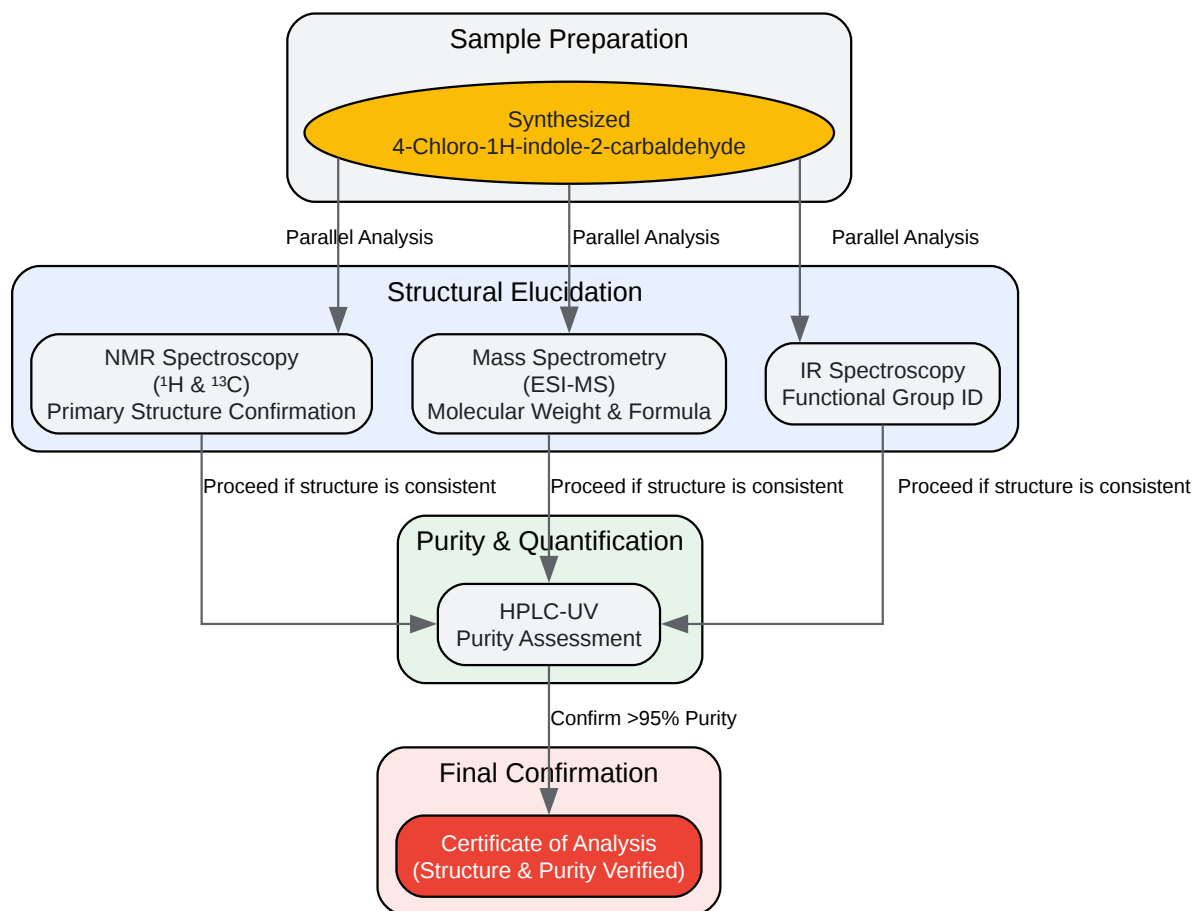 Sample Preparation
Synthesized
4-Chloro-1H-indole-2-carbaldehyde
Parallel Analysis
Parallel Analysis
Parallel Analysis
Structural Elucidation
NMR Spectroscopy
(¹H & ¹³C)
Primary Structure Confirmation
Mass Spectrometry
(ESI-MS)
Molecular Weight & Formula
IR Spectroscopy
Functional Group ID
Proceed if structure is consistent
Proceed if structure is consistent
Proceed if structure is consistent
Purity & Quantification
HPLC-UV
Purity Assessment
Confirm >95% Purity
Final Confirmation
Certificate of Analysis
(Structure & Purity Verified)